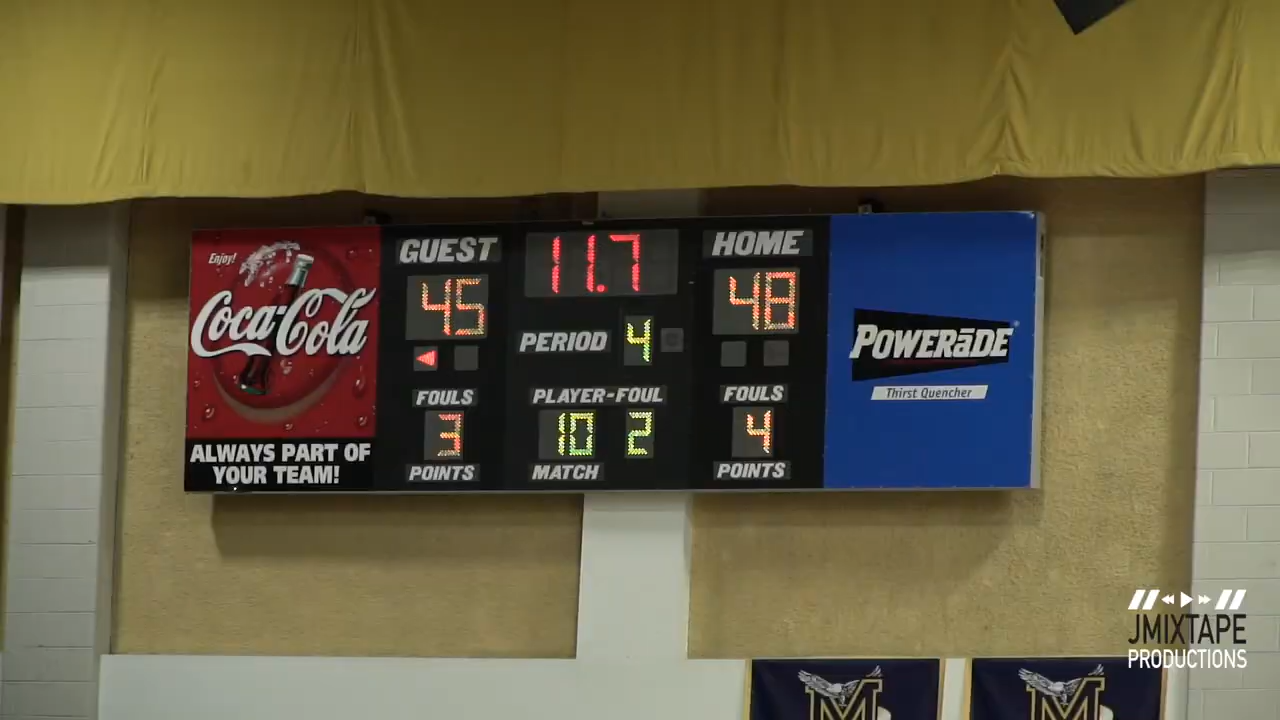 Enjoy!
Coca-Cola
ALWAYS PART OF
YOUR TEAM!
GUEST
45
FOULS
3
POINTS
11.7
PERIOD 4
PLAYER-FOUL
10 2
MATCH
HOME
48
FOULS
4
POINTS
POWERāDE
Thirst Quencher
JMIXTAPE
PRODUCTIONS
M
M